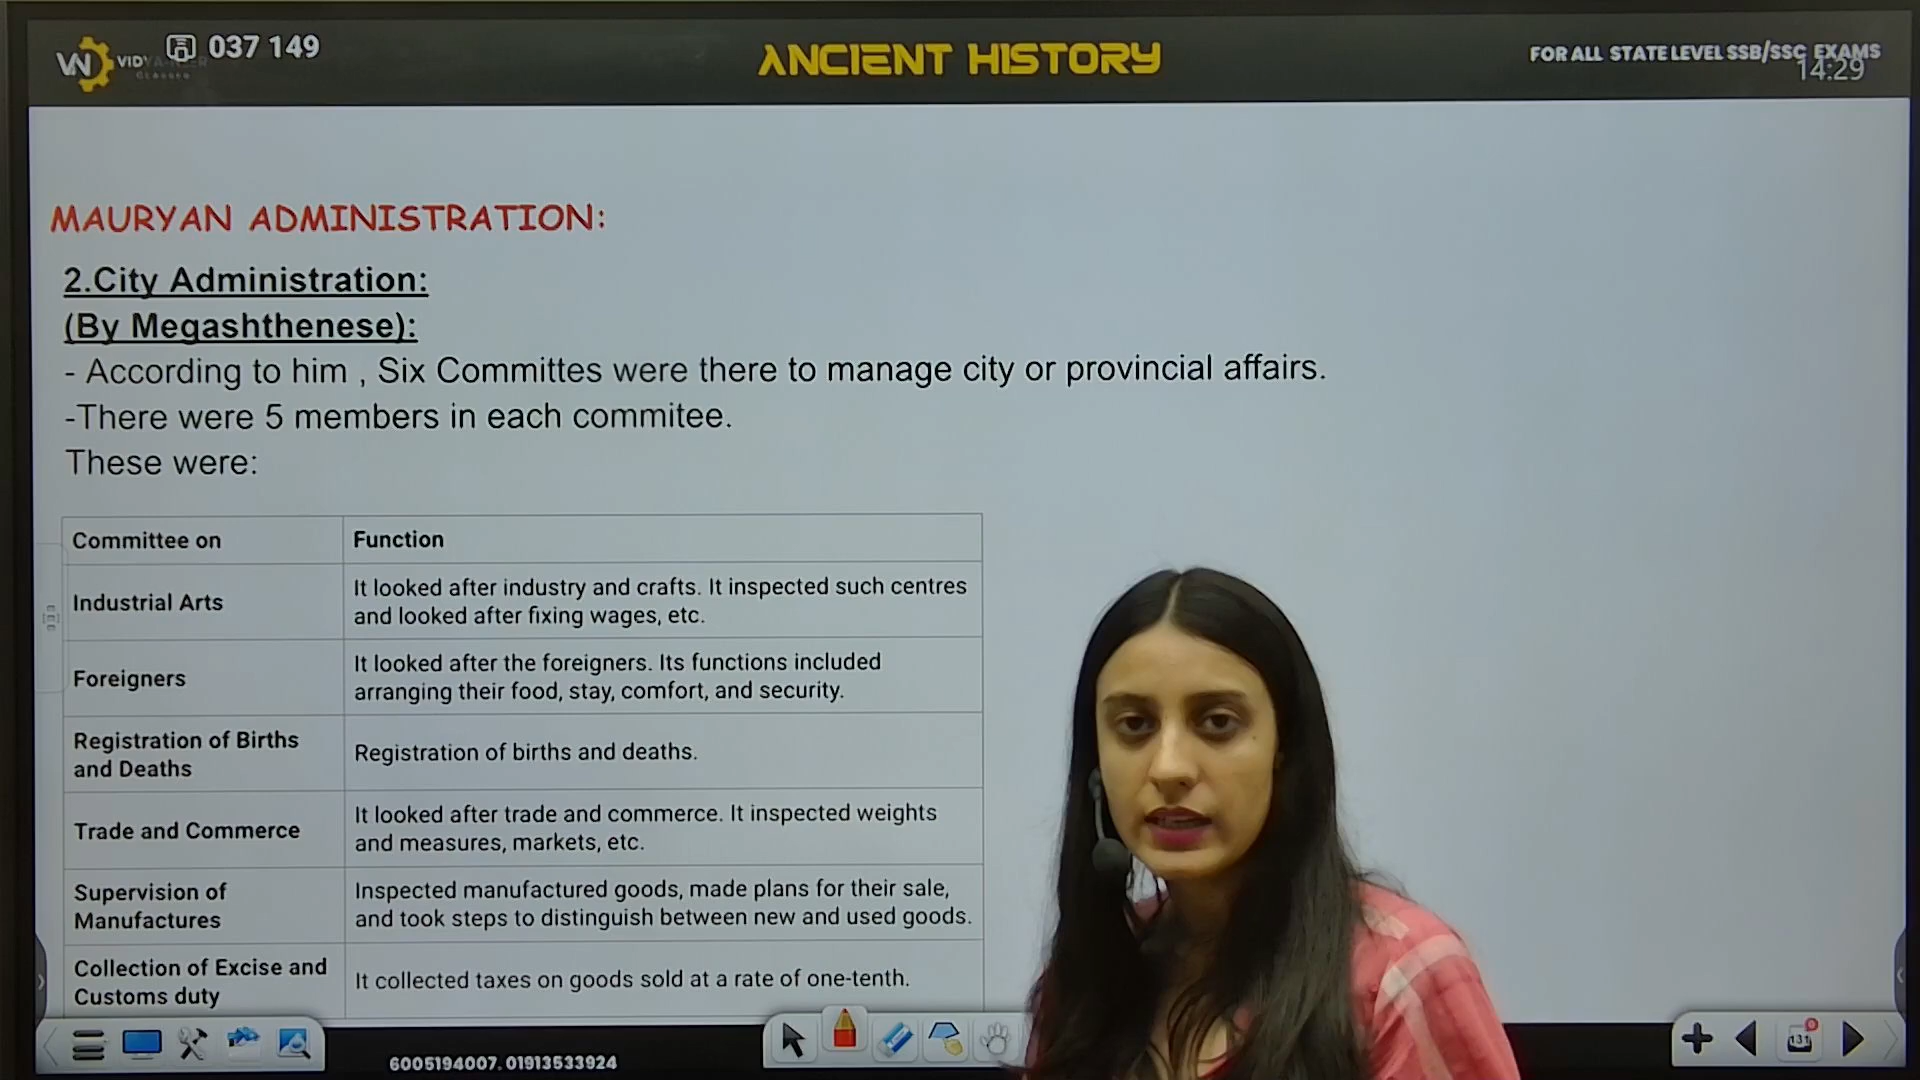 VN VIDYA
CLASSES
037 149
ANCIENT HISTORY
FOR ALL STATE LEVEL SSB/SSC EXAMS
14:29
MAURYAN ADMINISTRATION:
2.City Administration:
(By Megashthenese):
- According to him , Six Committes were there to manage city or provincial affairs.
-There were 5 members in each commitee.
These were:
Committee on Function
Industrial Arts It looked after industry and crafts. It inspected such centres
and looked after fixing wages, etc.
Foreigners It looked after the foreigners. Its functions included
arranging their food, stay, comfort, and security.
Registration of Births
and Deaths
Registration of births and deaths.
Trade and Commerce It looked after trade and commerce. It inspected weights
and measures, markets, etc.
Supervision of
Manufactures
Inspected manufactured goods, made plans for their sale,
and took steps to distinguish between new and used goods.
Collection of Excise and
Customs duty
It collected taxes on goods sold at a rate of one-tenth.
6005194007, 01913533924
131